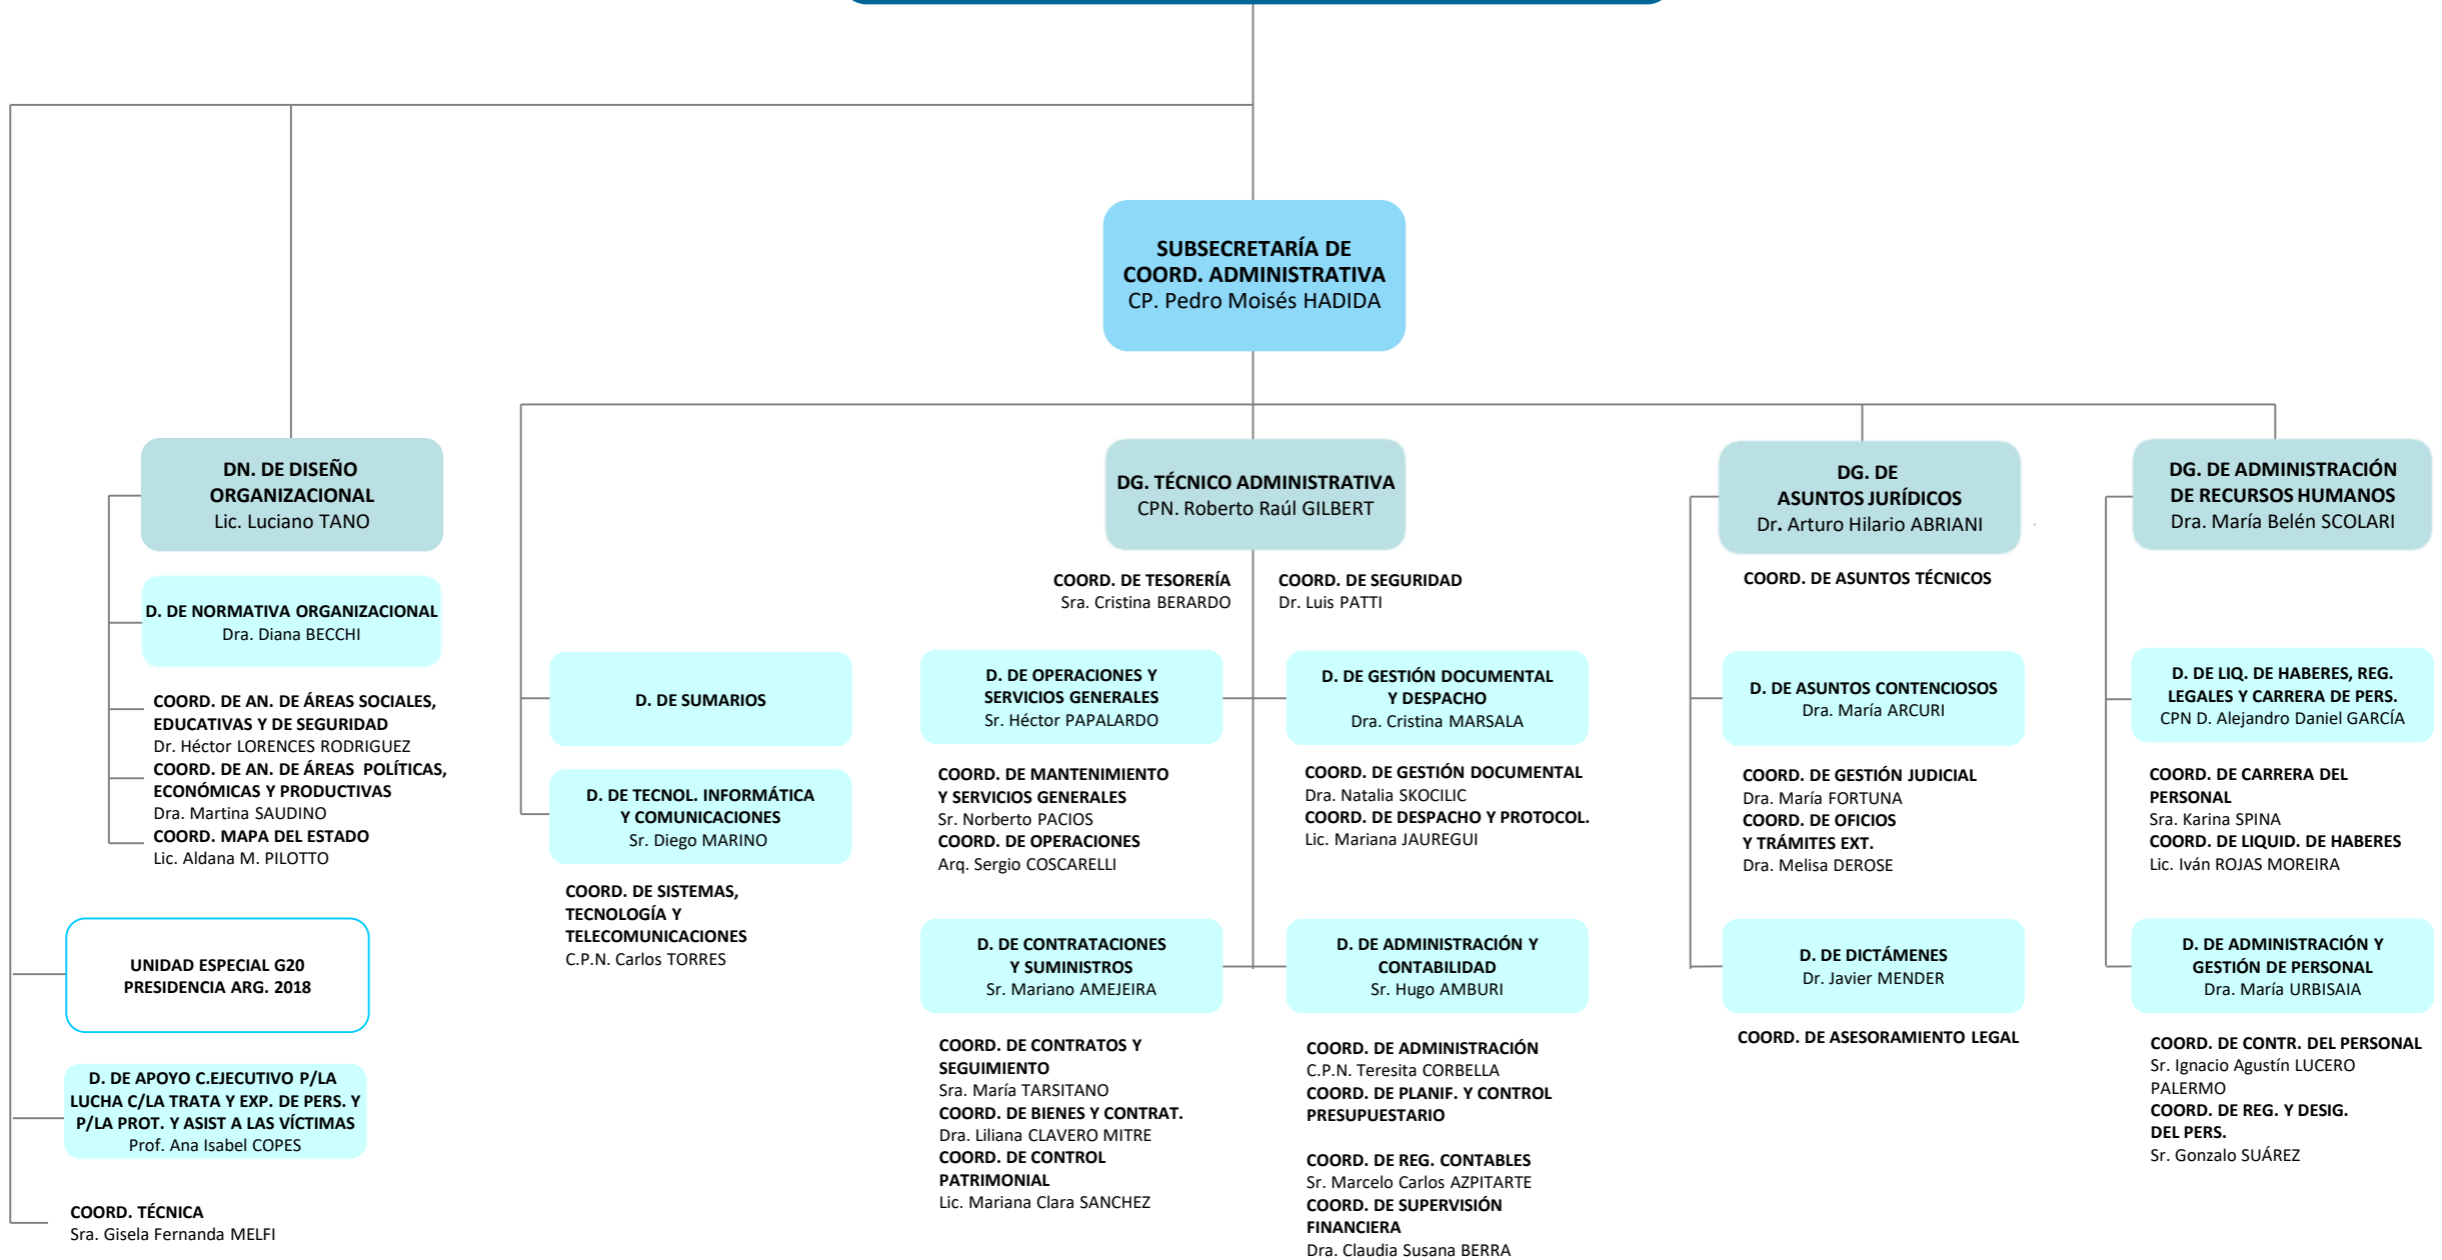 SUBSECRETARÍA DE
COORD. ADMINISTRATIVA
CP. Pedro Moisés HADIDA
DN. DE DISEÑO
ORGANIZACIONAL
Lic. Luciano TANO
D. DE NORMATIVA ORGANIZACIONAL
Dra. Diana BECCHI
COORD. DE AN. DE ÁREAS SOCIALES,
EDUCATIVAS Y DE SEGURIDAD
Dr. Héctor LORENCES RODRIGUEZ
COORD. DE AN. DE ÁREAS POLÍTICAS,
ECONÓMICAS Y PRODUCTIVAS
Dra. Martina SAUDINO
COORD. MAPA DEL ESTADO
Lic. Aldana M. PILOTTO
UNIDAD ESPECIAL G20
PRESIDENCIA ARG. 2018
D. DE APOYO C.EJECUTIVO P/LA
LUCHA C/LA TRATA Y EXP. DE PERS. Y
P/LA PROT. Y ASIST A LAS VÍCTIMAS
Prof. Ana Isabel COPES
COORD. TÉCNICA
Sra. Gisela Fernanda MELFI
D. DE SUMARIOS
D. DE TECNOL. INFORMÁTICA
Y COMUNICACIONES
Sr. Diego MARINO
COORD. DE SISTEMAS,
TECNOLOGÍA Y
TELECOMUNICACIONES
C.P.N. Carlos TORRES
DG. TÉCNICO ADMINISTRATIVA
CPN. Roberto Raúl GILBERT
COORD. DE TESORERÍA
Sra. Cristina BERARDO
COORD. DE SEGURIDAD
Dr. Luis PATTI
D. DE OPERACIONES Y
SERVICIOS GENERALES
Sr. Héctor PAPALARDO
COORD. DE MANTENIMIENTO
Y SERVICIOS GENERALES
Sr. Norberto PACIOS
COORD. DE OPERACIONES
Arq. Sergio COSCARELLI
D. DE GESTIÓN DOCUMENTAL
Y DESPACHO
Dra. Cristina MARSALA
COORD. DE GESTIÓN DOCUMENTAL
Dra. Natalia SKOCILIC
COORD. DE DESPACHO Y PROTOCOL.
Lic. Mariana JAUREGUI
D. DE CONTRATACIONES
Y SUMINISTROS
Sr. Mariano AMEJEIRA
COORD. DE CONTRATOS Y
SEGUIMIENTO
Sra. María TARSITANO
COORD. DE BIENES Y CONTRAT.
Dra. Liliana CLAVERO MITRE
COORD. DE CONTROL
PATRIMONIAL
Lic. Mariana Clara SANCHEZ
D. DE ADMINISTRACIÓN Y
CONTABILIDAD
Sr. Hugo AMBURI
COORD. DE ADMINISTRACIÓN
C.P.N. Teresita CORBELLA
COORD. DE PLANIF. Y CONTROL
PRESUPUESTARIO
COORD. DE REG. CONTABLES
Sr. Marcelo Carlos AZPITARTE
COORD. DE SUPERVISIÓN
FINANCIERA
Dra. Claudia Susana BERRA
DG. DE
ASUNTOS JURÍDICOS
Dr. Arturo Hilario ABRIANI
COORD. DE ASUNTOS TÉCNICOS
D. DE ASUNTOS CONTENCIOSOS
Dra. María ARCURI
COORD. DE GESTIÓN JUDICIAL
Dra. María FORTUNA
COORD. DE OFICIOS
Y TRÁMITES EXT.
Dra. Melisa DEROSE
D. DE DICTÁMENES
Dr. Javier MENDER
COORD. DE ASESORAMIENTO LEGAL
DG. DE ADMINISTRACIÓN
DE RECURSOS HUMANOS
Dra. María Belén SCOLARI
D. DE LIQ. DE HABERES, REG.
LEGALES Y CARRERA DE PERS.
CPN D. Alejandro Daniel GARCÍA
COORD. DE CARRERA DEL
PERSONAL
Sra. Karina SPINA
COORD. DE LIQUID. DE HABERES
Lic. Iván ROJAS MOREIRA
D. DE ADMINISTRACIÓN Y
GESTIÓN DE PERSONAL
Dra. María URBISAIA
COORD. DE CONTR. DEL PERSONAL
Sr. Ignacio Agustín LUCERO
PALERMO
COORD. DE REG. Y DESIG.
DEL PERS.
Sr. Gonzalo SUÁREZ